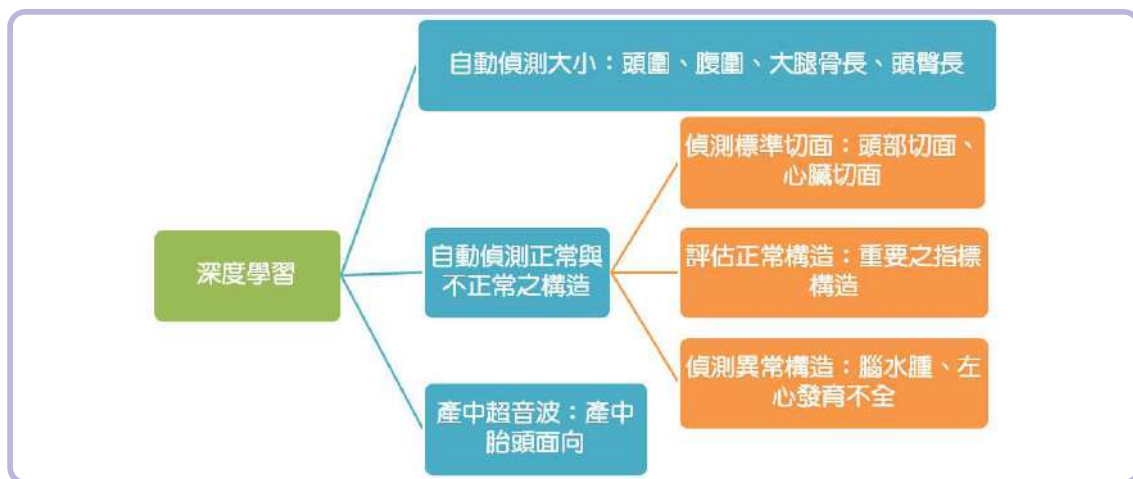 自動偵測大小：頭圍、腹圍、大腿骨長、頭臀長
偵測標準切面：頭部切面、
心臟切面
深度學習
自動偵測正常與
不正常之構造
評估正常構造：重要之指標
構造
偵測異常構造：腦水腫、左
心發育不全
產中超音波：產中
胎頭面向